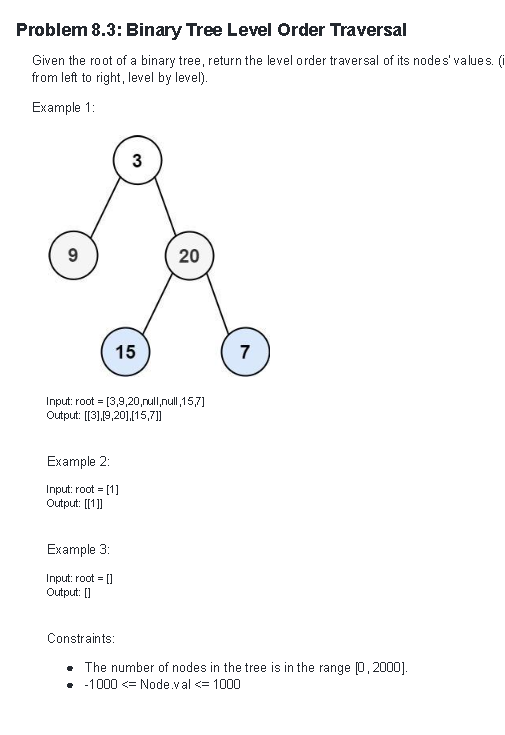 Problem 8.3: Binary Tree Level Order Traversal
Given the root of a binary tree, return the level order traversal of its nodes' values. (i
from left to right, level by level).
Example 1:
3
9
20
15
7
Input: root = [3,9,20,null,null,15,7]
Output: [[3],[9,20],[15,7]]
Example 2:
Input: root = [1]
Output: [[1]]
Example 3:
Input: root = []
Output: []
Constraints:
● The number of nodes in the tree is in the range [0, 2000].
● -1000 <= Node.val <= 1000